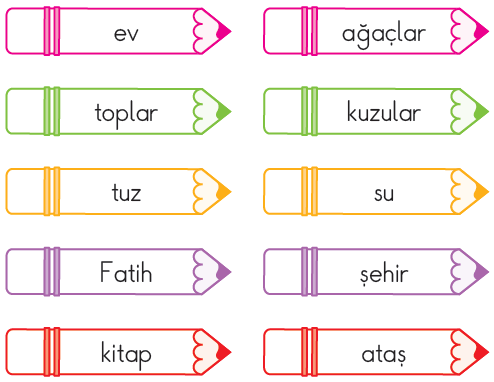 ev
ağaçlar
toplar
kuzular
tuz
su
Fatih
şehir
kitap
ataş